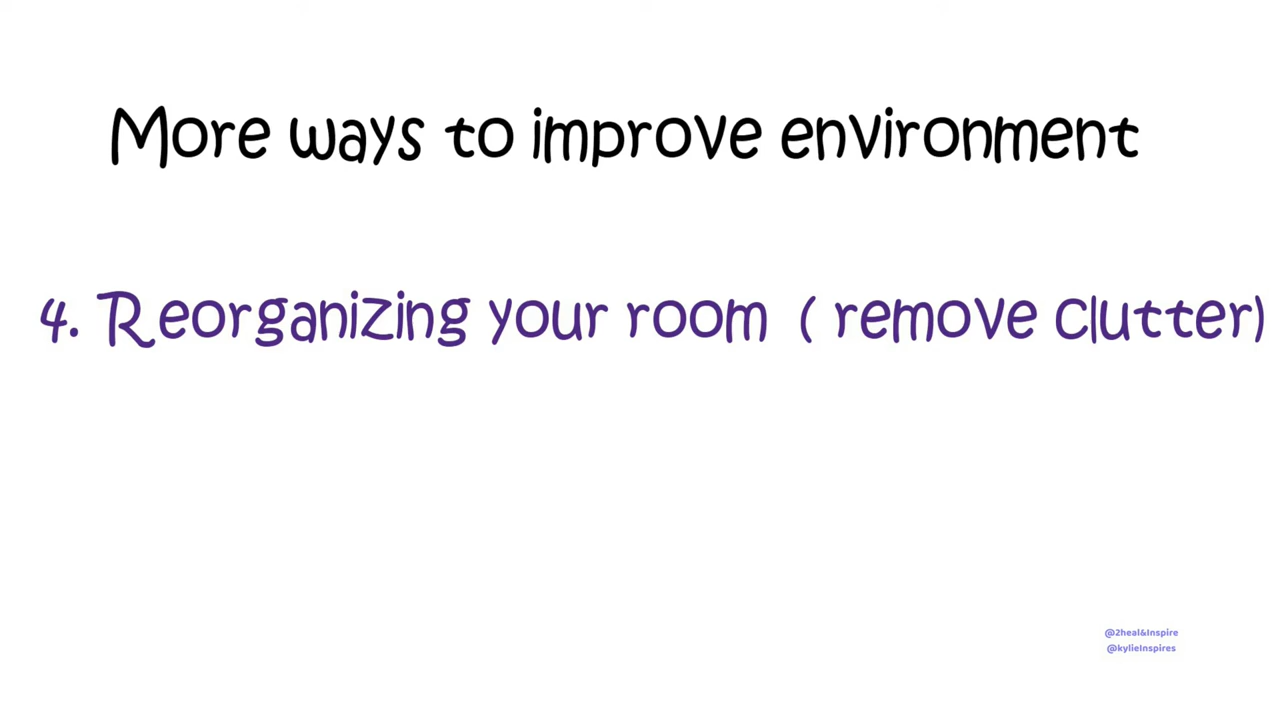 More ways to improve environment
4. Reorganizing your room ( remove clutter)
@2heal&Inspire
@kylieInspires